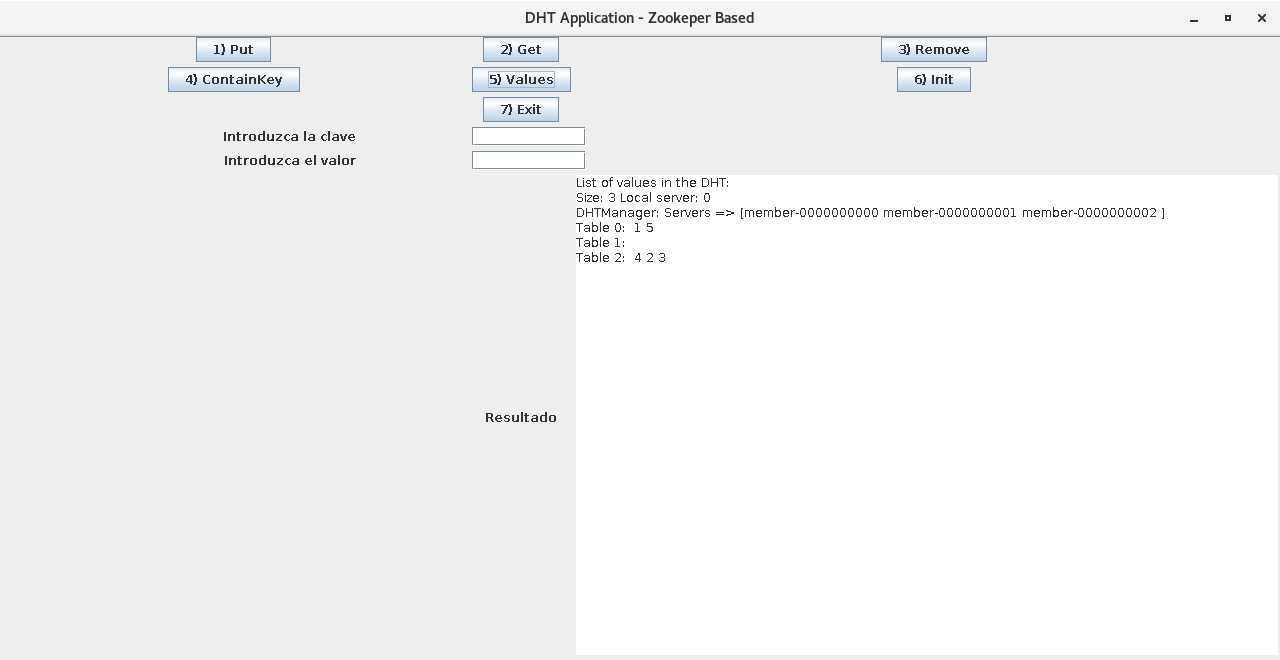 DHT Application - Zookeper Based
1) Put 2) Get 3) Remove
4) ContainKey 5) Values 6) Init
7) Exit
Introduzca la clave
Introduzca el valor
List of values in the DHT:
Size: 3 Local server: 0
DHTManager: Servers => [member-0000000000 member-0000000001 member-0000000002 ]
Table 0:  1 5
Table 1:
Table 2:  4 2 3
Resultado